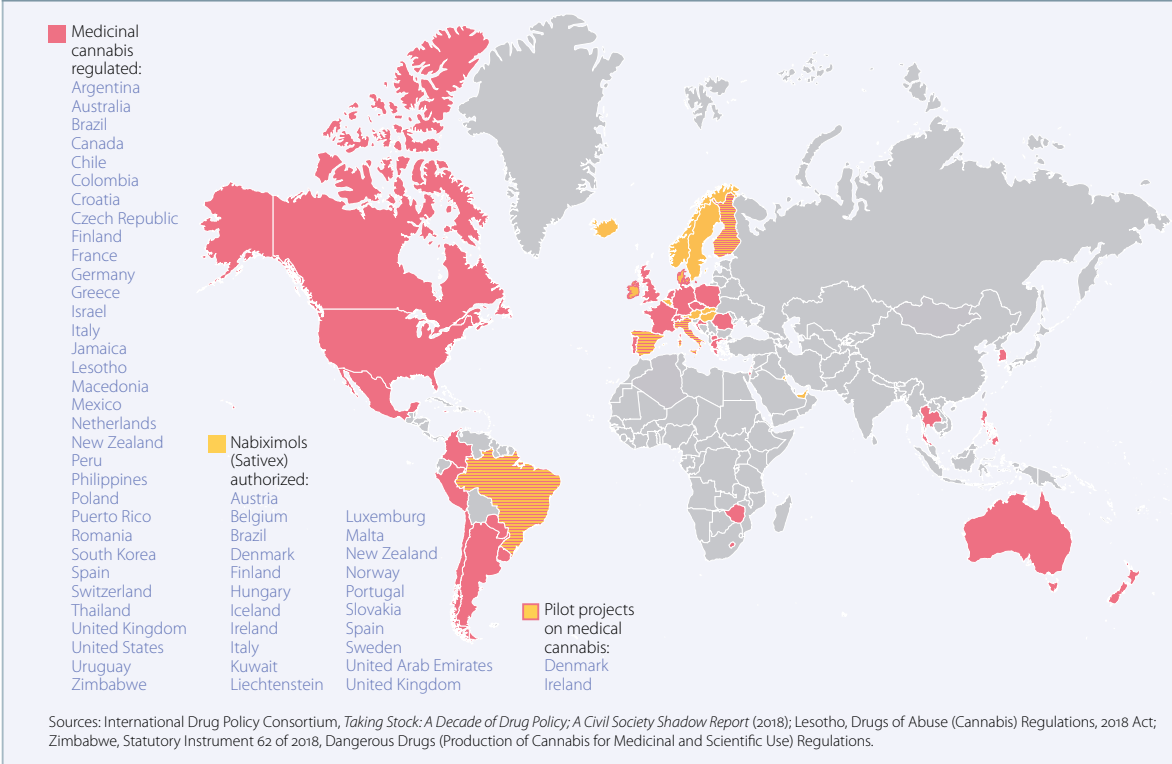 Medicinal
cannabis
regulated:
Argentina
Australia
Brazil
Canada
Chile
Colombia
Croatia
Czech Republic
Finland
France
Germany
Greece
Israel
Italy
Jamaica
Lesotho
Macedonia
Mexico
Netherlands
New Zealand
Peru
Philippines
Poland
Puerto Rico
Romania
South Korea
Spain
Switzerland
Thailand
United Kingdom
United States
Uruguay
Zimbabwe
Nabiximols
(Sativex)
authorized:
Austria
Belgium
Brazil
Denmark
Finland
Hungary
Iceland
Ireland
Italy
Kuwait
Liechtenstein
Luxemburg
Malta
New Zealand
Norway
Portugal
Slovakia
Spain
Sweden
United Arab Emirates
United Kingdom
Pilot projects
on medical
cannabis:
Denmark
Ireland
Sources: International Drug Policy Consortium, Taking Stock: A Decade of Drug Policy; A Civil Society Shadow Report (2018); Lesotho, Drugs of Abuse (Cannabis) Regulations, 2018 Act;
Zimbabwe, Statutory Instrument 62 of 2018, Dangerous Drugs (Production of Cannabis for Medicinal and Scientific Use) Regulations.